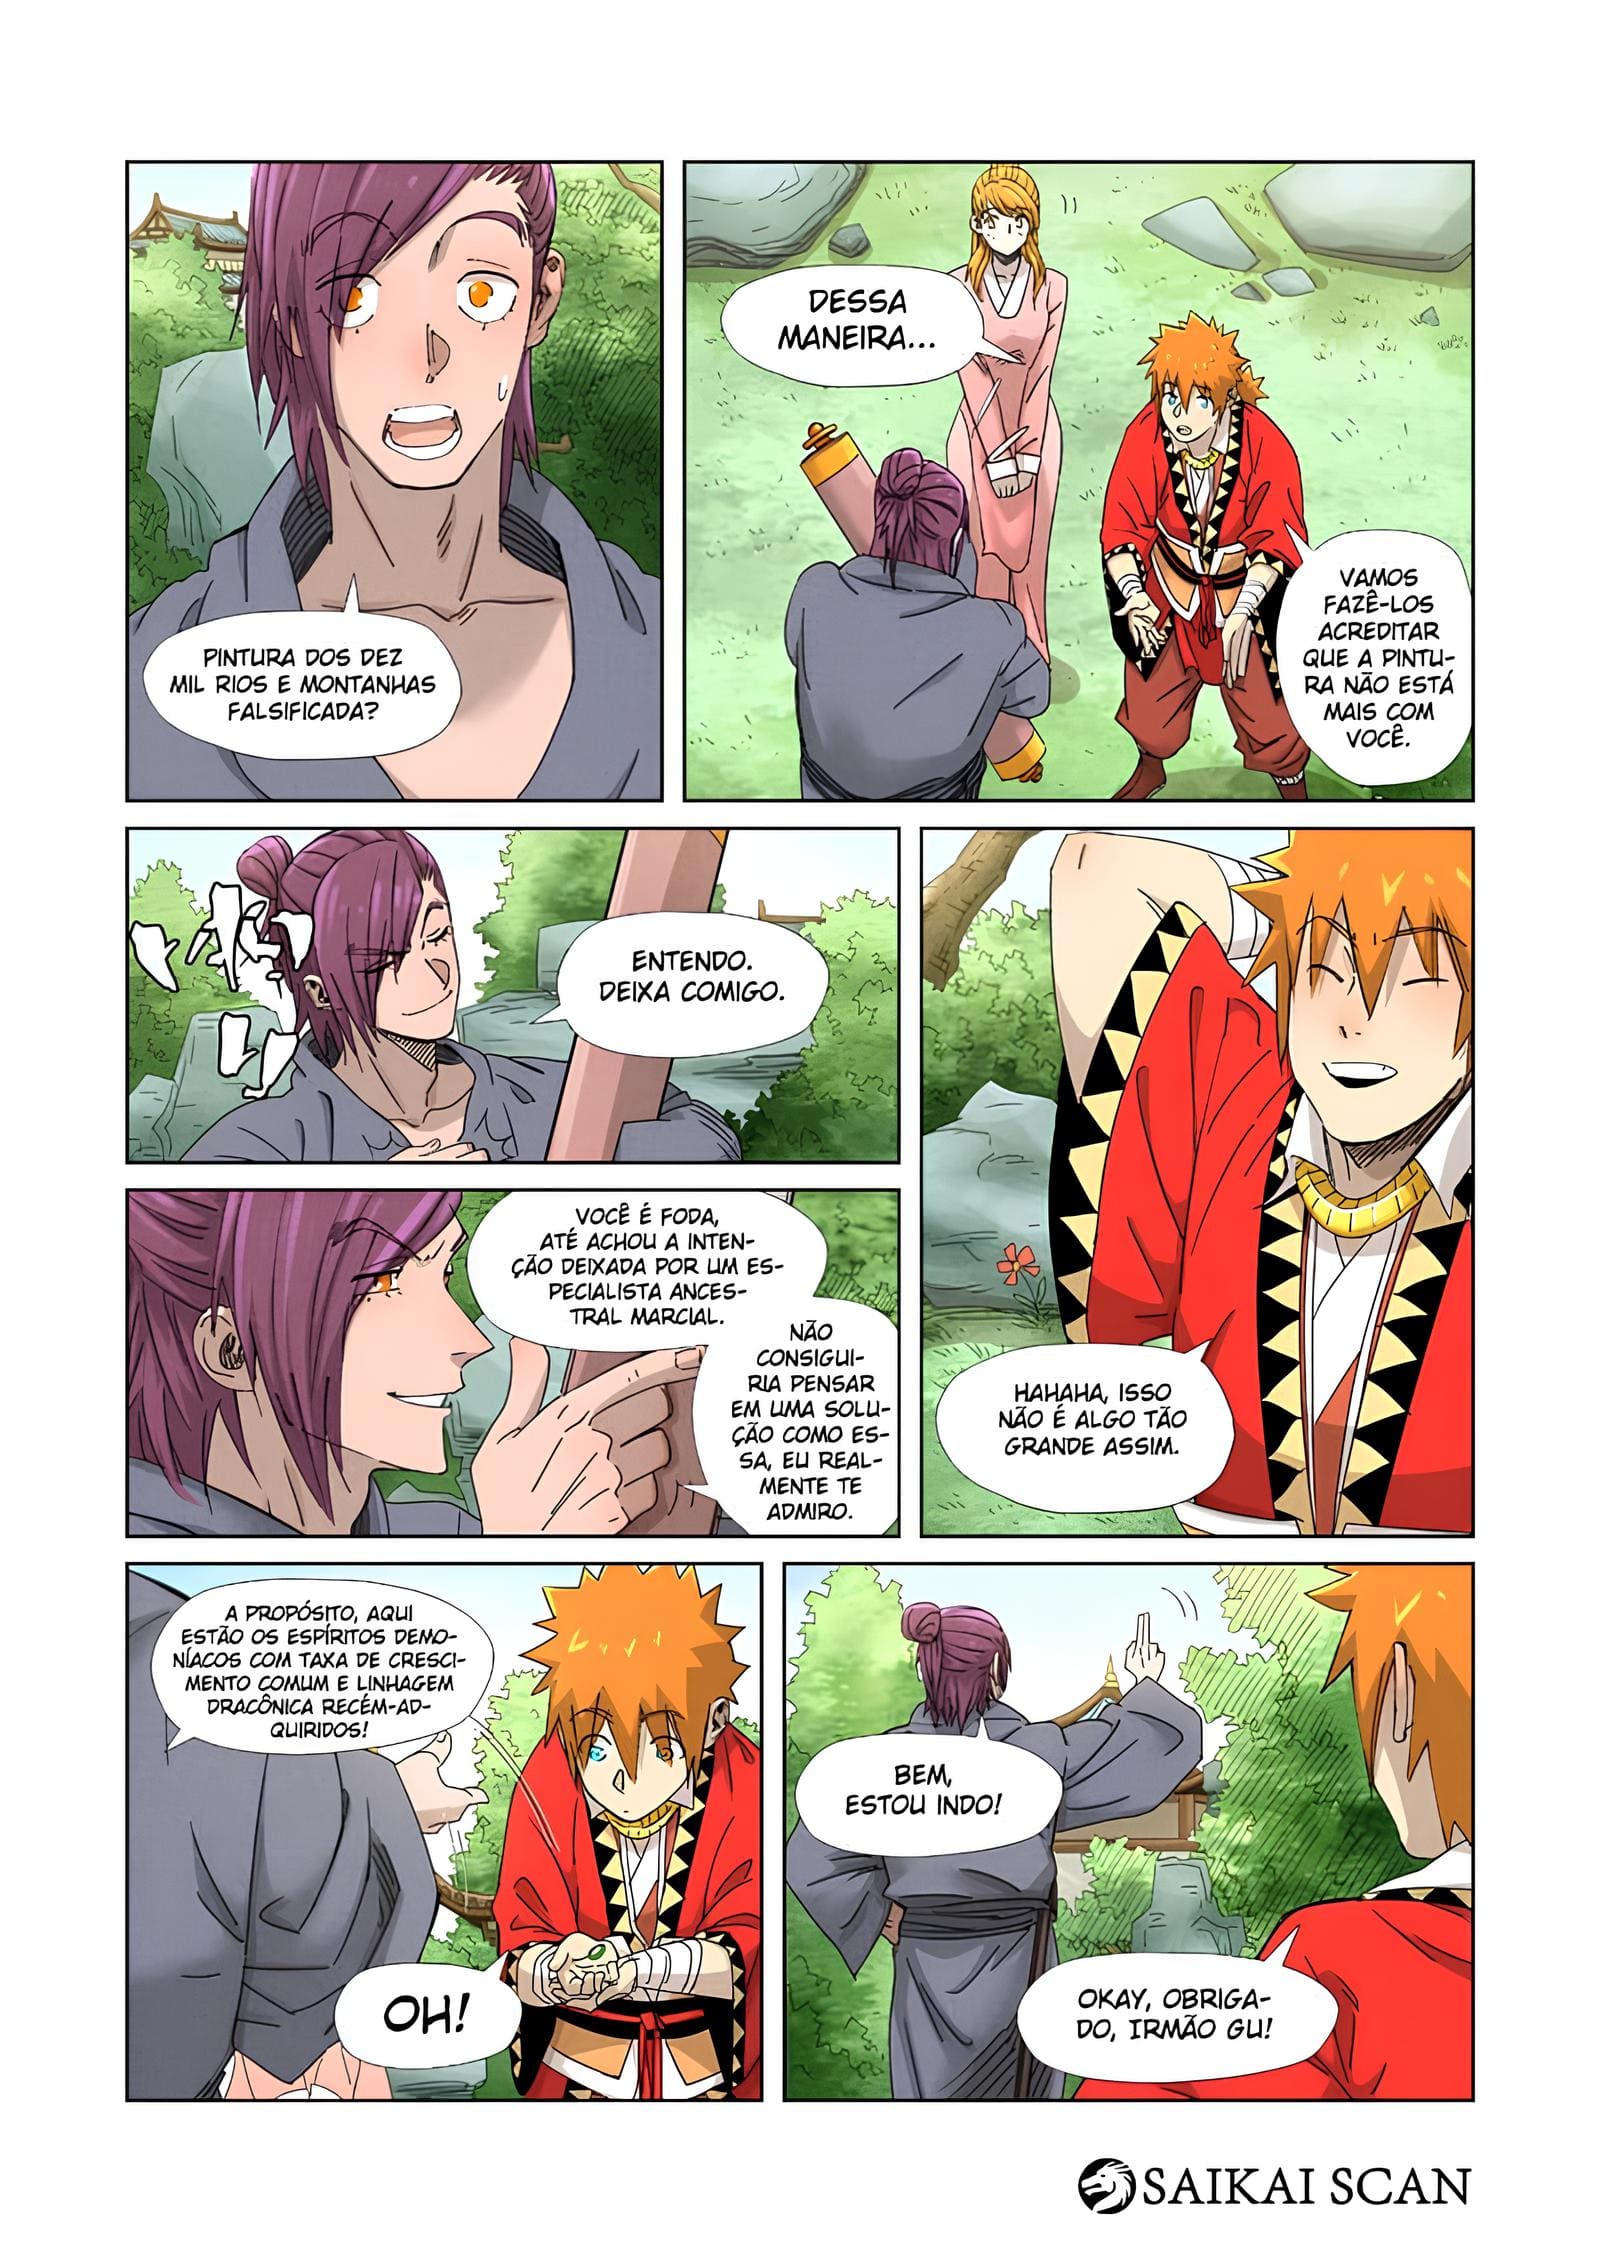 PINTURA DOS DEZ
MIL RIOS E MONTANHAS
FALSIFICADA?
DESSA
MANEIRA...
VAMOS
FAZÊ-LOS
ACREDITAR
QUE A PINTU-
RA NÃO ESTÁ
MAIS COM
VOCÊ.
ENTENDO.
DEIXA COMIGO.
VOCÊ É FODA,
ATÉ ACHOU A INTEN-
ÇÃO DEIXADA POR UM ES-
PECIALISTA ANCES-
TRAL MARCIAL.
NÃO
CONSIGUI-
RIA PENSAR
EM UMA SOLU-
ÇÃO COMO ES-
SA, EU REAL-
MENTE TE
ADMIRO.
HAHAHA, ISSO
NÃO É ALGO TÃO
GRANDE ASSIM.
A PROPÓSITO, AQUI
ESTÃO OS ESPÍRITOS DEMO-
NÍACOS COM TAXA DE CRESCI-
MENTO COMUM E LINHAGEM
DRACÔNICA RECÉM-AD-
QUIRIDOS!
OH!
BEM,
ESTOU INDO!
OKAY, OBRIGA-
DO, IRMÃO GU!
SAIKAI SCAN